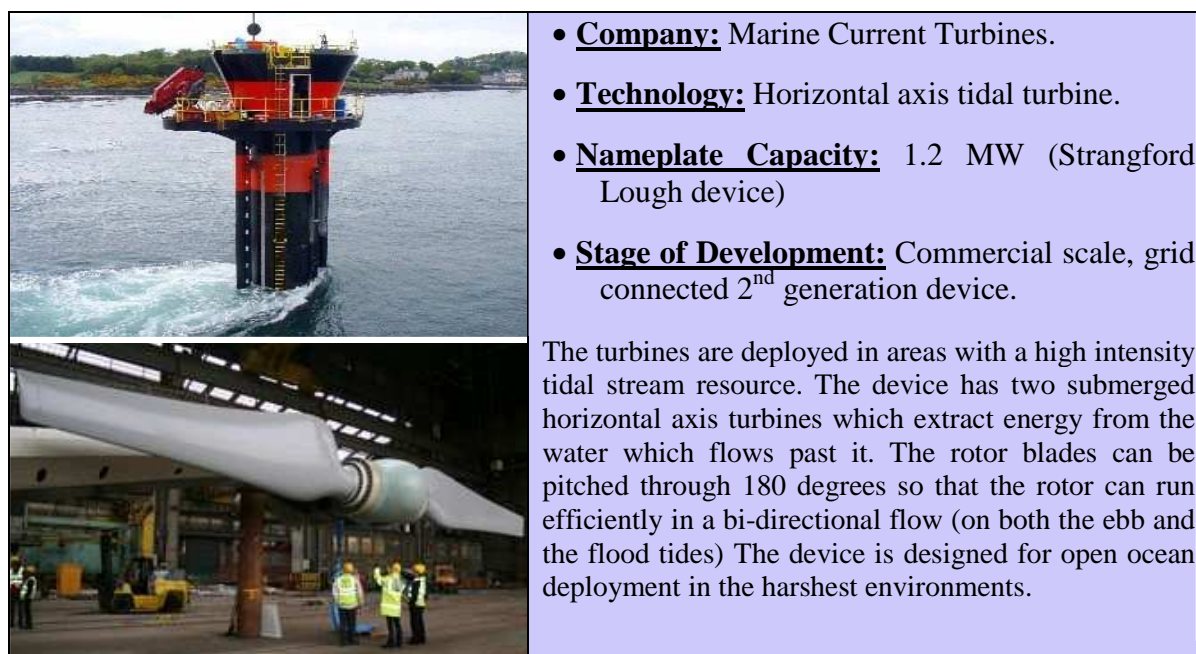 • Company: Marine Current Turbines.
• Technology: Horizontal axis tidal turbine.
• Nameplate Capacity: 1.2 MW (Strangford
Lough device)
• Stage of Development: Commercial scale, grid
connected 2nd generation device.
The turbines are deployed in areas with a high intensity
tidal stream resource. The device has two submerged
horizontal axis turbines which extract energy from the
water which flows past it. The rotor blades can be
pitched through 180 degrees so that the rotor can run
efficiently in a bi-directional flow (on both the ebb and
the flood tides) The device is designed for open ocean
deployment in the harshest environments.